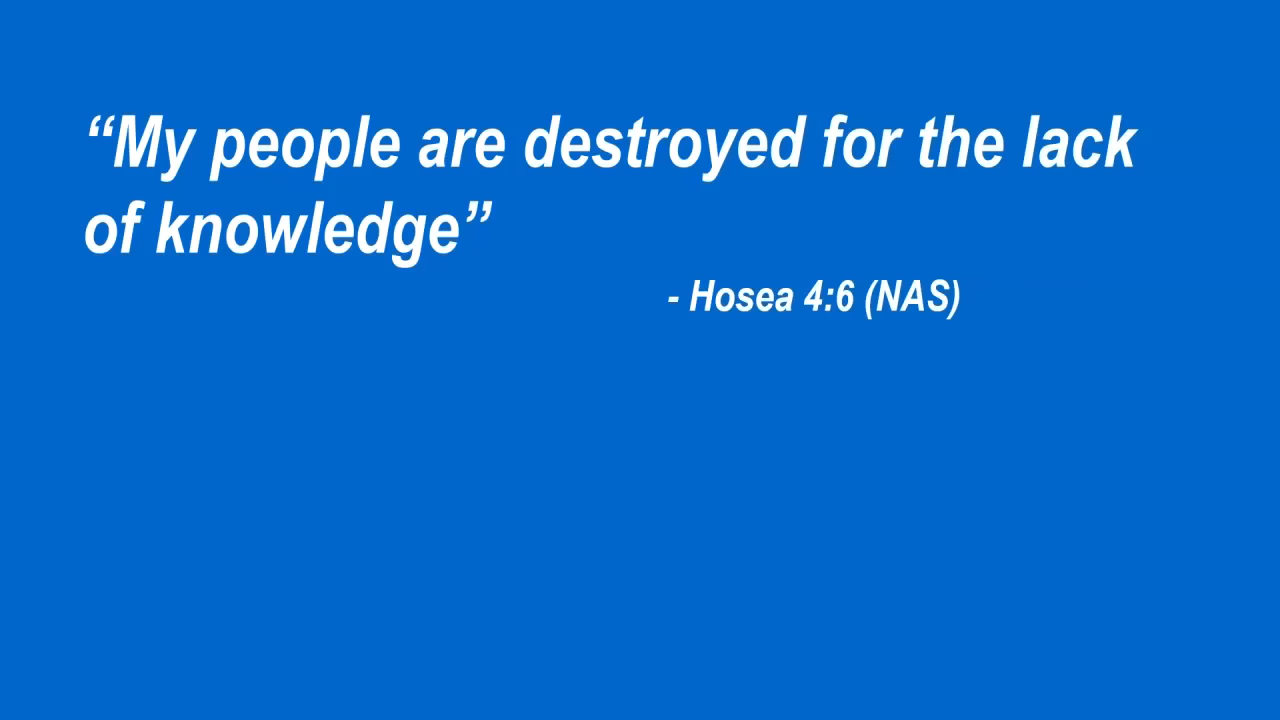 “My people are destroyed for the lack
of knowledge”
- Hosea 4:6 (NAS)